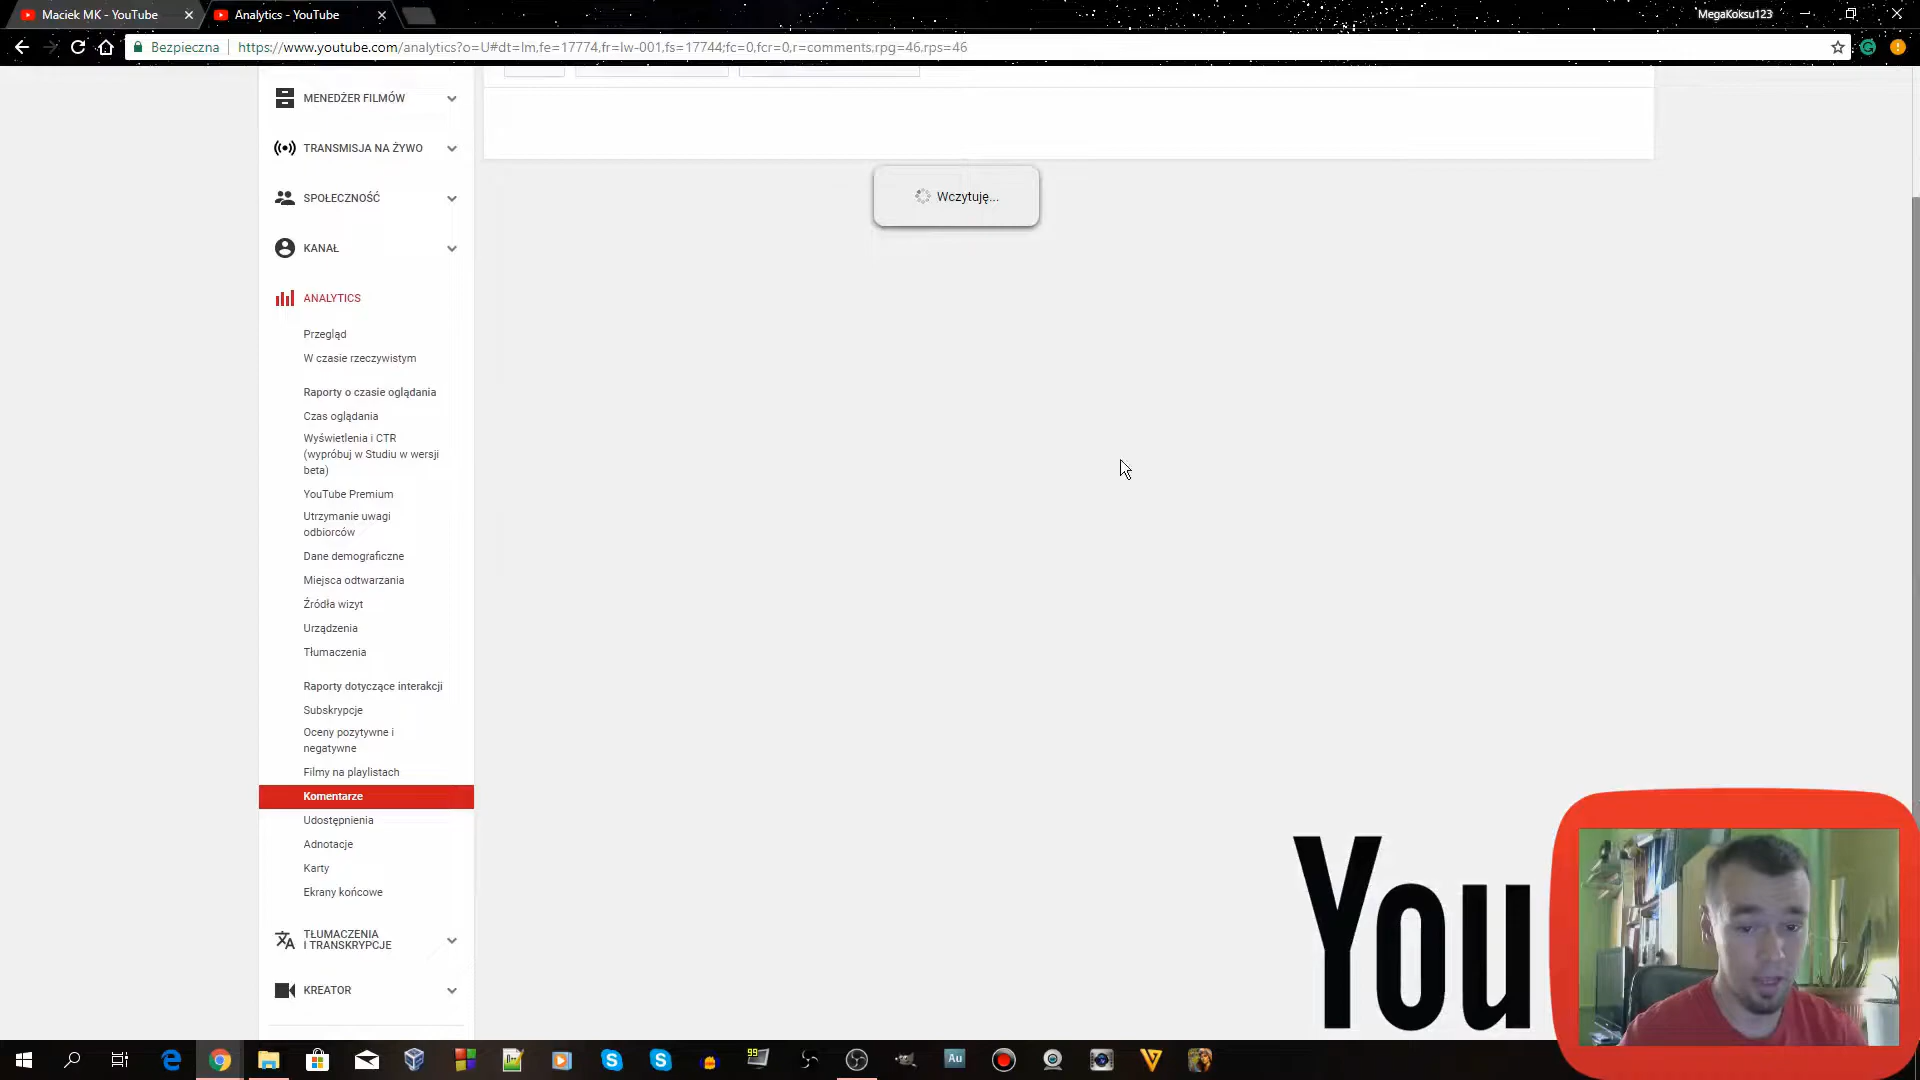 Maciek MK - YouTube
Analytics - YouTube
MegaKoksu123
Bezpieczna
https://www.youtube.com/analytics?o=U#dt=lm,fe=17774,fr=lw-001,fs=17744;fc=0,fcr=0,r=comments,rpg=46,rps=46
MENEDŻER FILMÓW
TRANSMISJA NA ŻYWO
SPOŁECZNOŚĆ
KANAŁ
ANALYTICS
Przegląd
W czasie rzeczywistym
Raporty o czasie oglądania
Czas oglądania
Wyświetlenia i CTR
(wypróbuj w Studiu w wersji
beta)
YouTube Premium
Utrzymanie uwagi
odbiorców
Dane demograficzne
Miejsca odtwarzania
Źródła wizyt
Urządzenia
Tłumaczenia
Raporty dotyczące interakcji
Subskrypcje
Oceny pozytywne i
negatywne
Filmy na playlistach
Komentarze
Udostępnienia
Adnotacje
Karty
Ekrany końcowe
TŁUMACZENIA
I TRANSKRYPCJE
KREATOR
Wczytuję...
You
99
Au